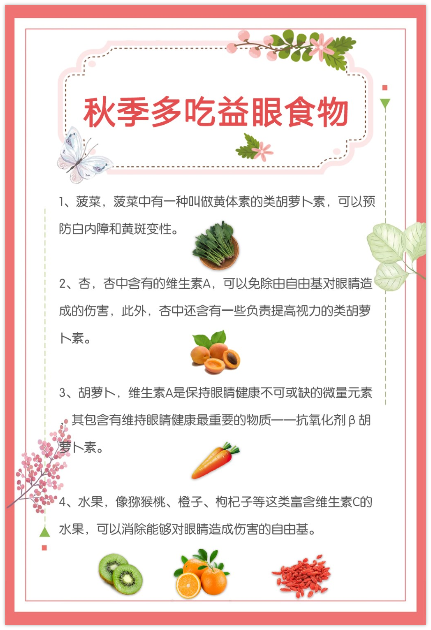 秋季多吃益眼食物
1、菠菜，菠菜中有一种叫做黄体素的类胡萝卜素，可以预
防白内障和黄斑变性。
2、杏，杏中含有的维生素A，可以免除由自由基对眼睛造
成的伤害，此外，杏中还含有一些负责提高视力的类胡萝
卜素。
3、胡萝卜，维生素A是保持眼睛健康不可或缺的微量元素
，其包含有维持眼睛健康最重要的物质一一抗氧化剂β胡
萝卜素。
4、水果，像猕猴桃、橙子、枸杞子等这类富含维生素C的
水果，可以消除能够对眼睛造成伤害的自由基。